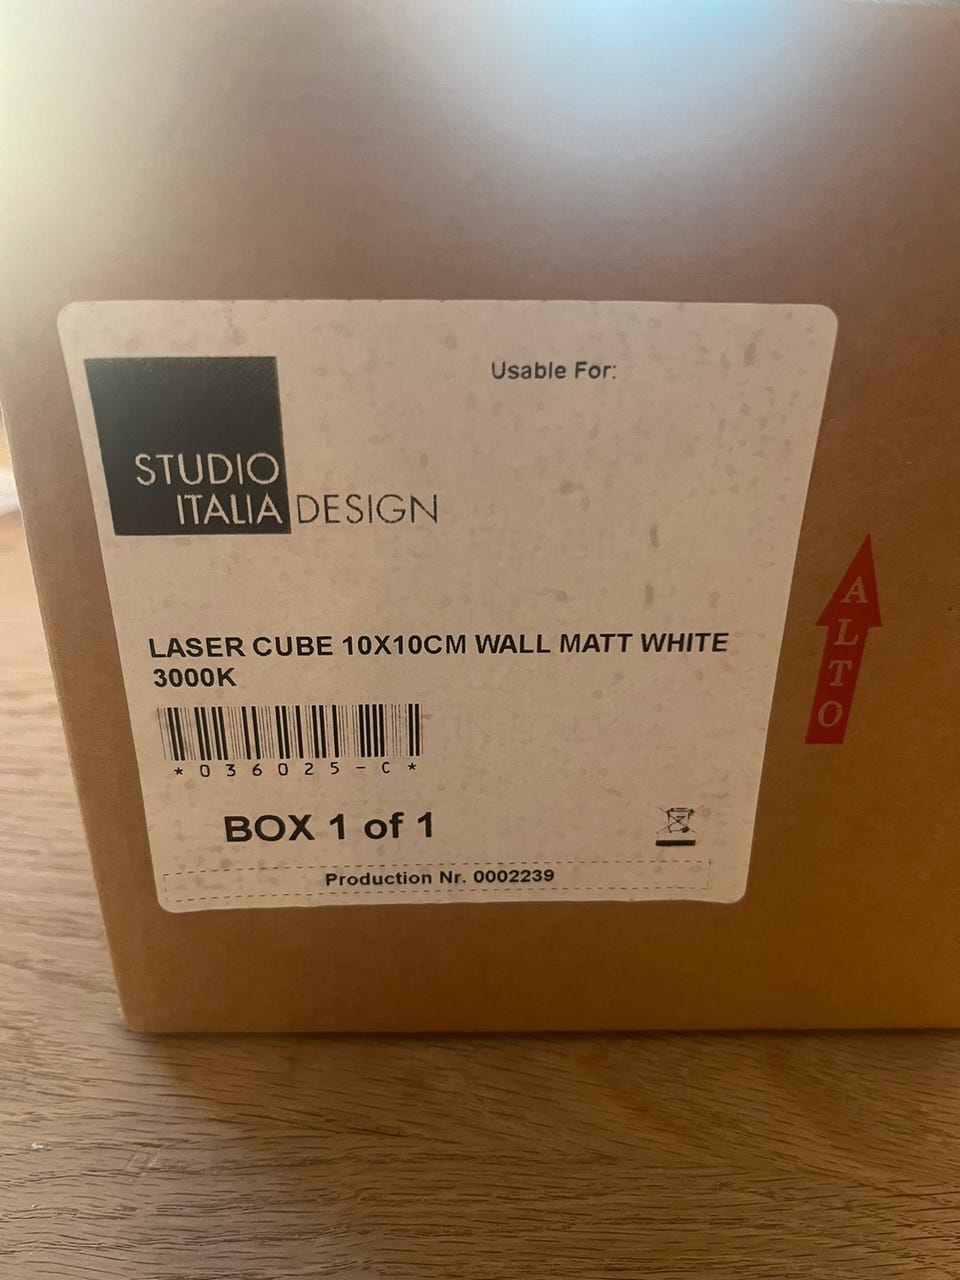 STUDIO
ITALIA DESIGN
Usable For:
LASER CUBE 10X10CM WALL MATT WHITE
3000K
*036025-C*
BOX 1 of 1
Production Nr. 0002239
ALTO